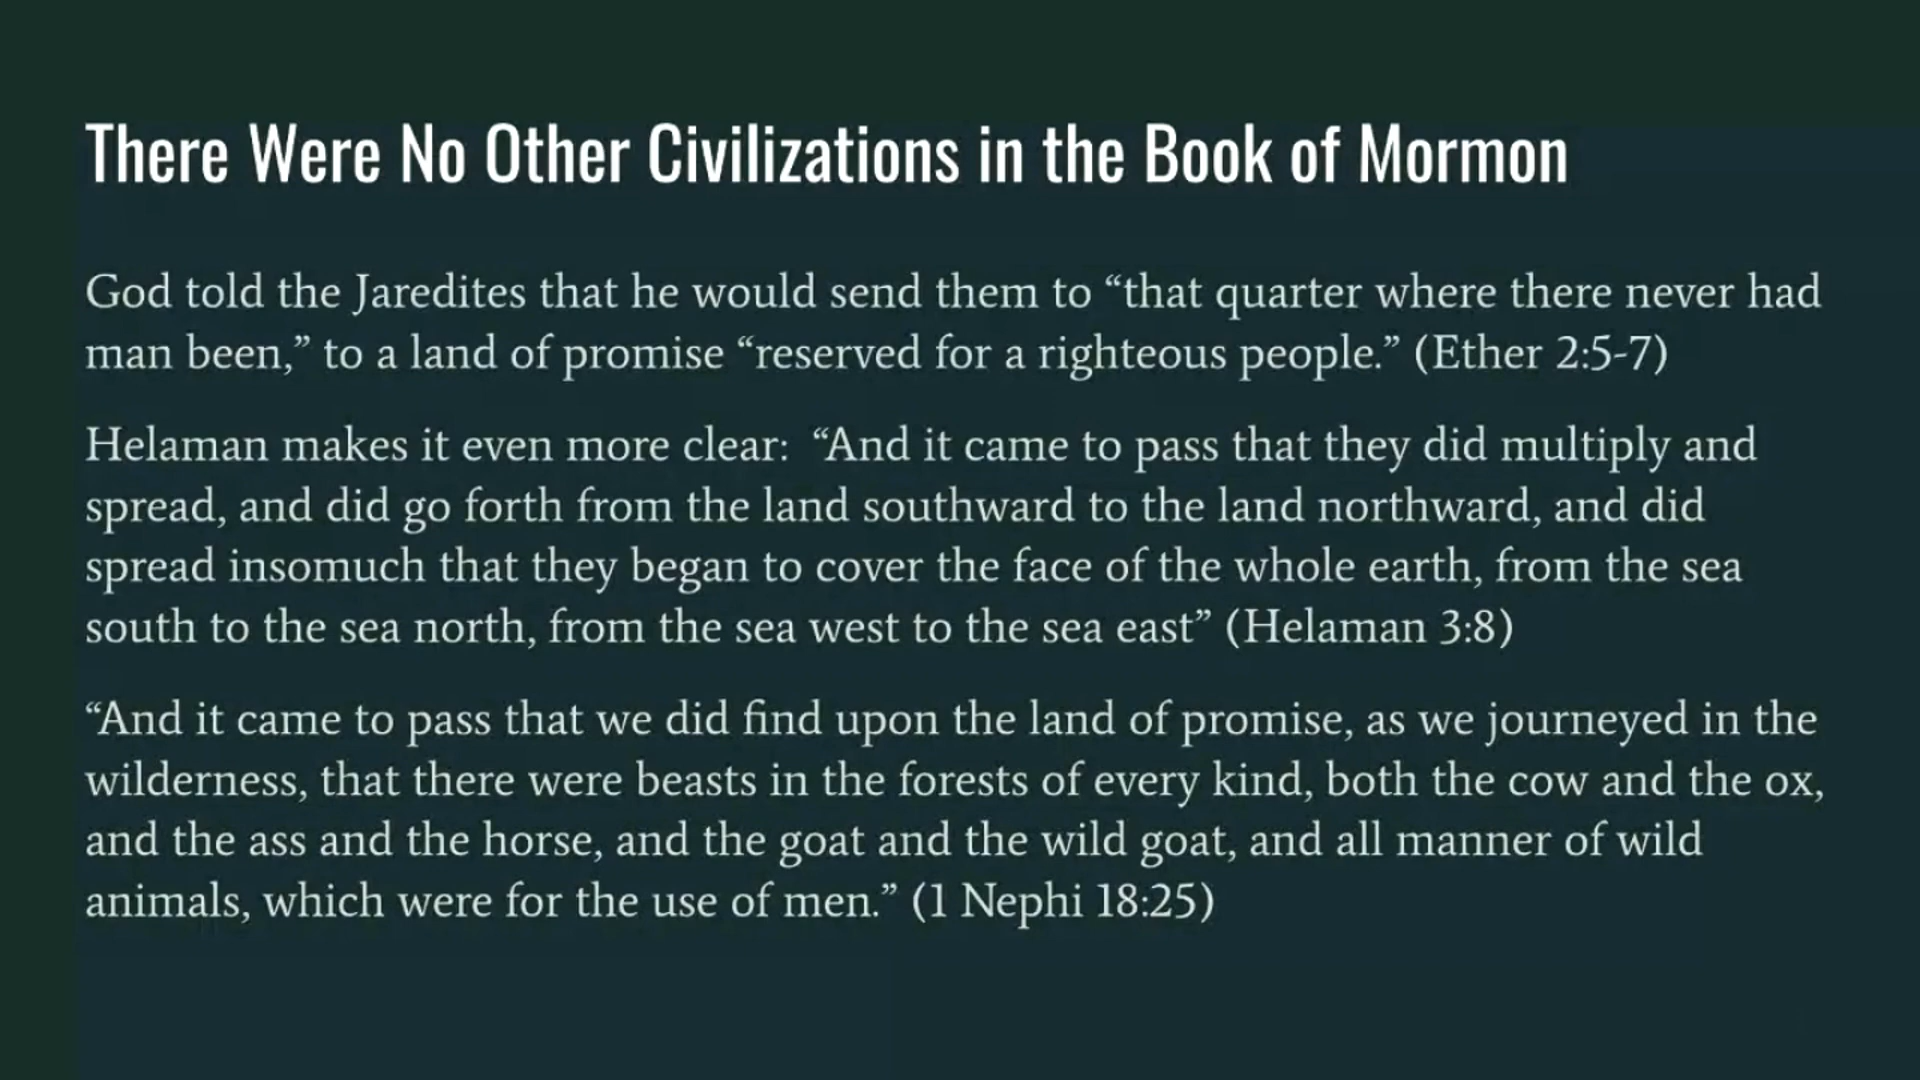 There Were No Other Civilizations in the Book of Mormon
God told the Jaredites that he would send them to “that quarter where there never had
man been,” to a land of promise “reserved for a righteous people.” (Ether 2:5-7)
Helaman makes it even more clear:  “And it came to pass that they did multiply and
spread, and did go forth from the land southward to the land northward, and did
spread insomuch that they began to cover the face of the whole earth, from the sea
south to the sea north, from the sea west to the sea east” (Helaman 3:8)
“And it came to pass that we did find upon the land of promise, as we journeyed in the
wilderness, that there were beasts in the forests of every kind, both the cow and the ox,
and the ass and the horse, and the goat and the wild goat, and all manner of wild
animals, which were for the use of men.” (1 Nephi 18:25)